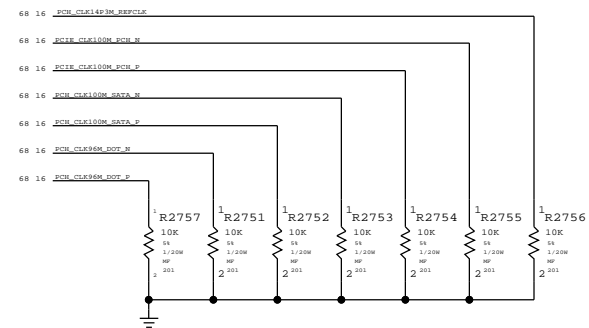 68 16 PCH_CLK14P3M_REFCLK
68 16 PCIE_CLK100M_PCH_N
68 16 PCIE_CLK100M_PCH_P
68 16 PCH_CLK100M_SATA_N
68 16 PCH_CLK100M_SATA_P
68 16 PCH_CLK96M_DOT_N
68 16 PCH_CLK96M_DOT_P
1 1 1 1 1 1 1
R2757 R2751 R2752 R2753 R2754 R2755 R2756
10K 10K 10K 10K 10K 10K 10K
5% 5% 5% 5% 5% 5% 5%
1/20W 1/20W 1/20W 1/20W 1/20W 1/20W 1/20W
MF MF MF MF MF MF MF
2 201 2 201 2 201 2 201 2 201 2 201 2 201